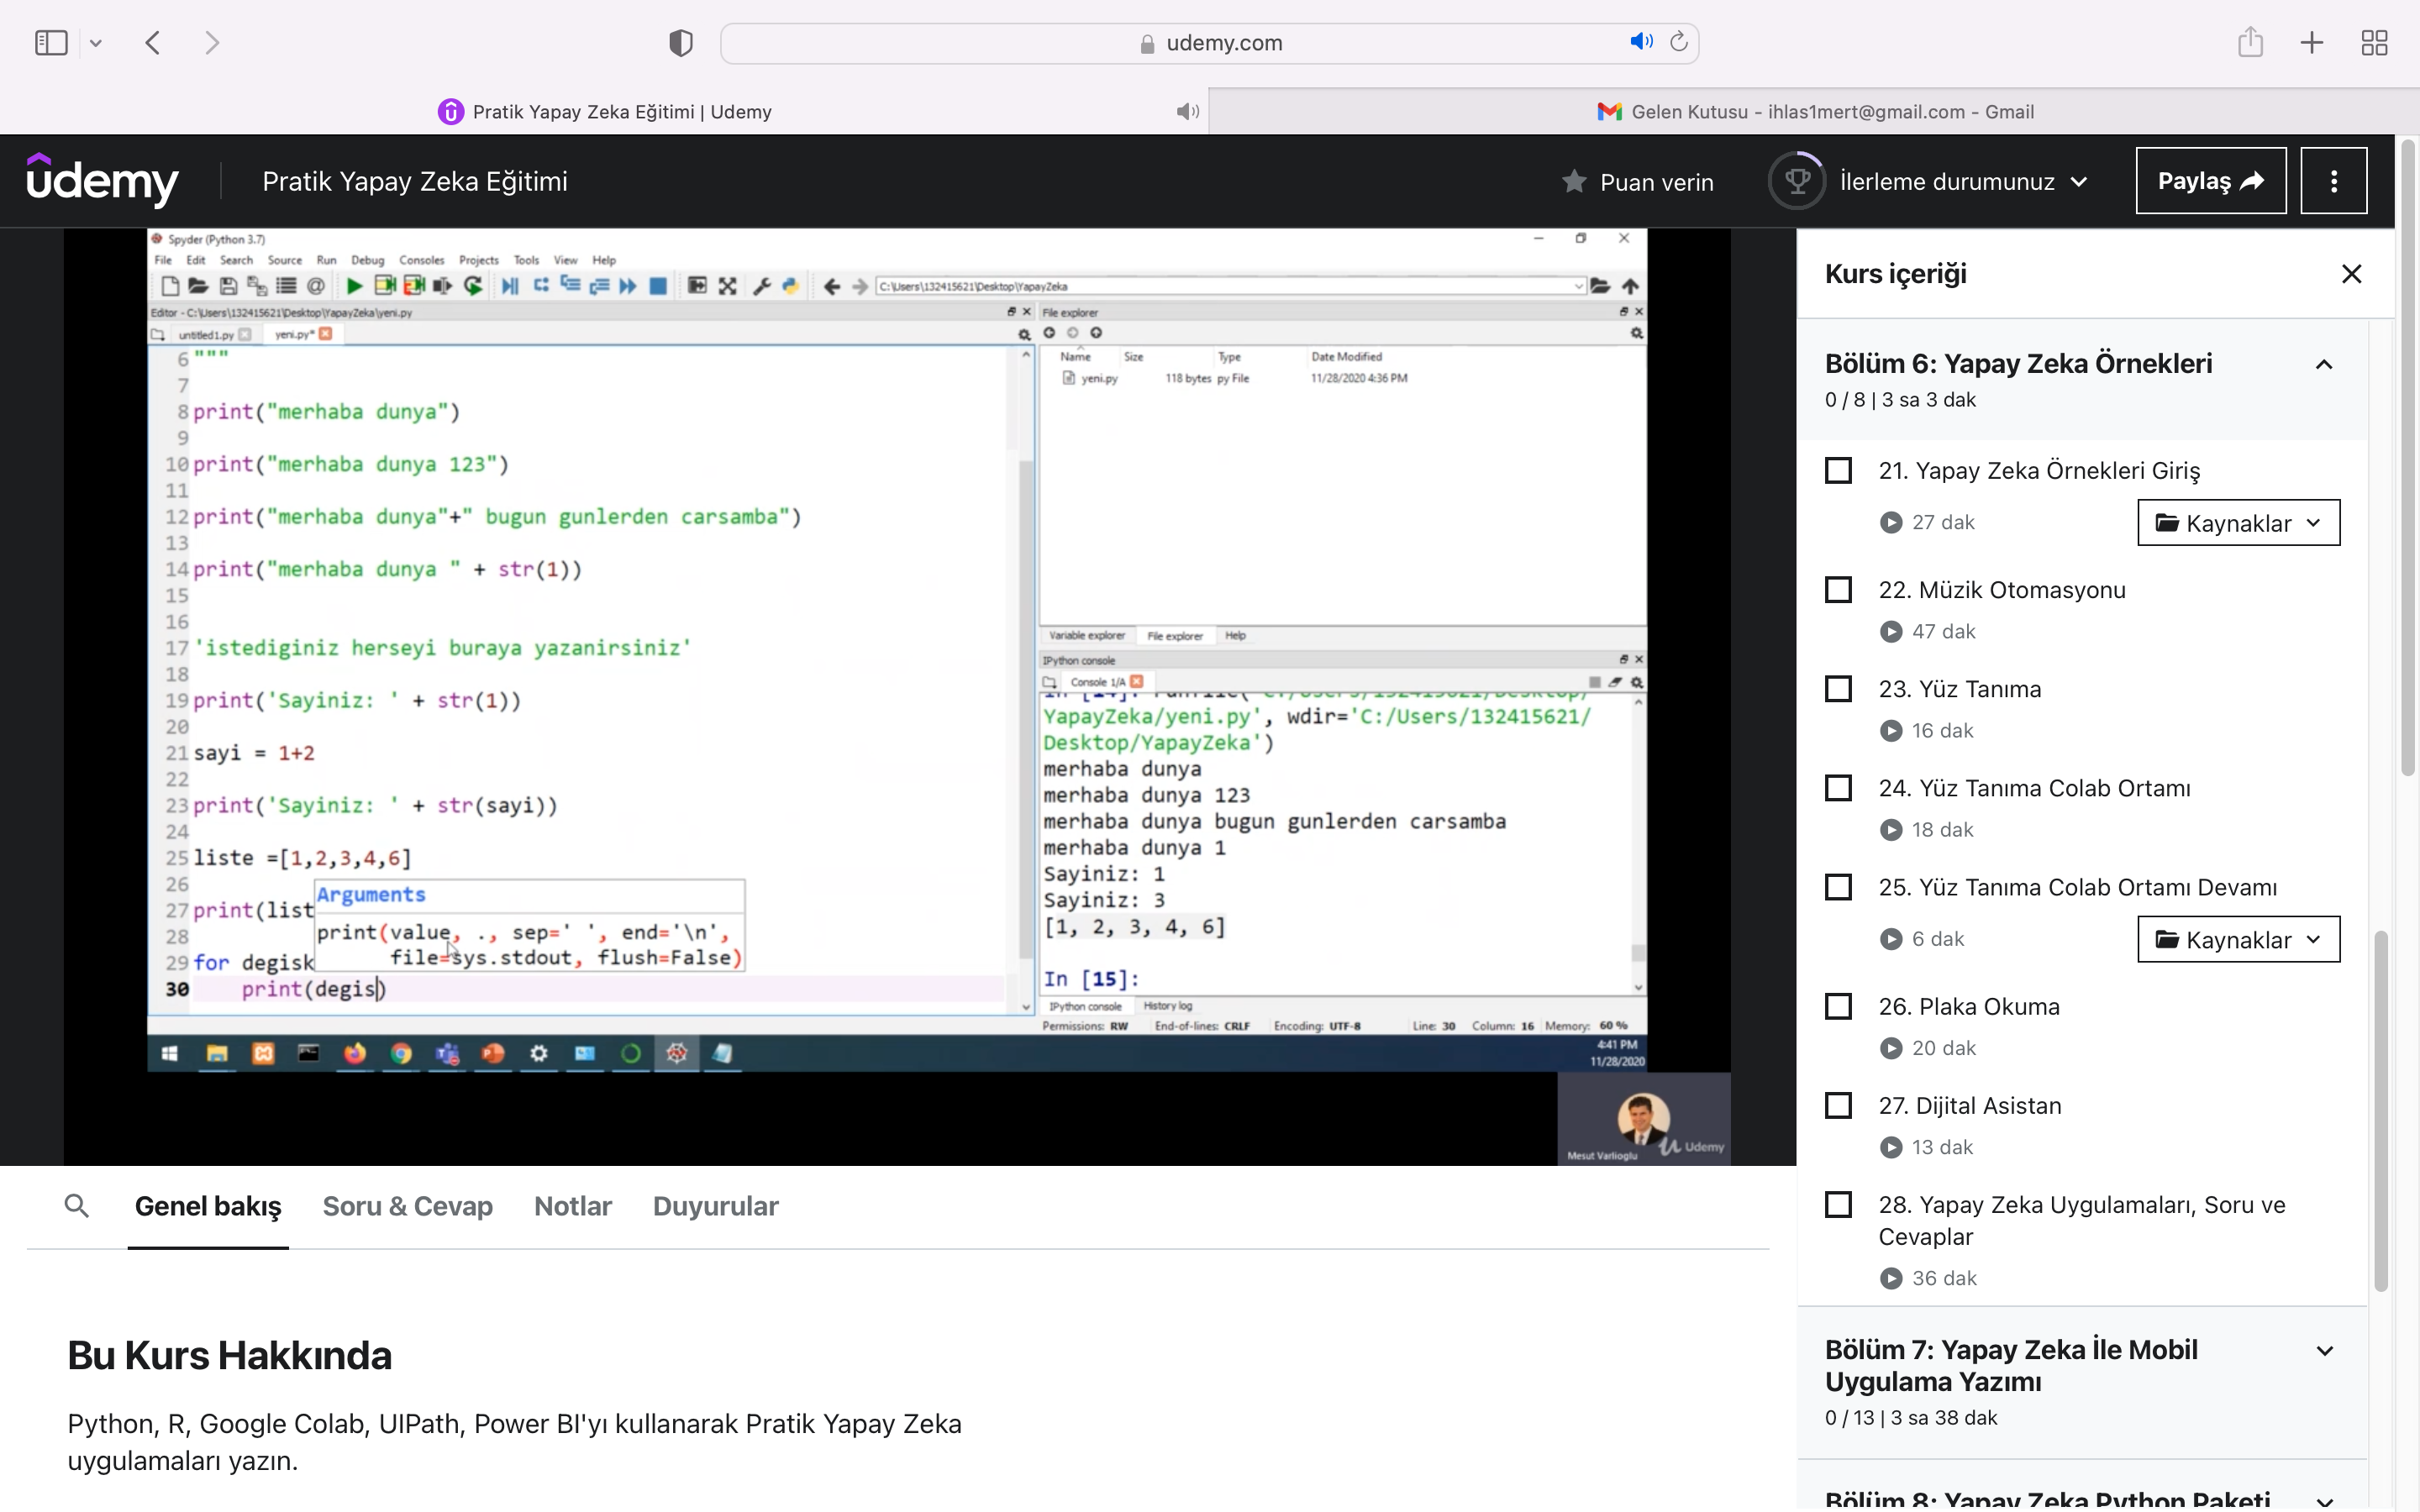 udemy.com
Pratik Yapay Zeka Eğitimi | Udemy
Gelen Kutusu - ihlas1mert@gmail.com - Gmail
udemy
Pratik Yapay Zeka Eğitimi
Puan verin
İlerleme durumunuz
Paylaş
Spyder (Python 3.7)
File Edit Search Source Run Debug Consoles Projects Tools View Help
C:\Users\132415621\Desktop\YapayZeka
Editor - C:\Users\132415621\Desktop\YapayZeka\yeni.py
untitled1.py yeni.py*
6 """
7
8 print("merhaba dunya")
9
10 print("merhaba dunya 123")
11
12 print("merhaba dunya"+" bugun gunlerden carsamba")
13
14 print("merhaba dunya " + str(1))
15
16
17 'istediginiz herseyi buraya yazanirsiniz'
18
19 print('Sayiniz: ' + str(1))
20
21 sayi = 1+2
22
23 print('Sayiniz: ' + str(sayi))
24
25 liste =[1,2,3,4,6]
26
27 print(list
28
29 for degisk
30 print(degis)
Arguments
print(value, ., sep=' ', end='\n',
file=sys.stdout, flush=False)
File explorer
Name Size Type Date Modified
yeni.py 118 bytes py File 11/28/2020 4:36 PM
Variable explorer File explorer Help
IPython console
Console 1/A
YapayZeka/yeni.py', wdir='C:/Users/132415621/
Desktop/YapayZeka')
merhaba dunya
merhaba dunya 123
merhaba dunya bugun gunlerden carsamba
merhaba dunya 1
Sayiniz: 1
Sayiniz: 3
[1, 2, 3, 4, 6]
In [15]:
IPython console History log
Permissions: RW End-of-lines: CRLF Encoding: UTF-8 Line: 30 Column: 16 Memory: 60 %
4:41 PM
11/28/2020
Mesut Varlioglu
Udemy
Kurs içeriği
Bölüm 6: Yapay Zeka Örnekleri
0 / 8 | 3 sa 3 dak
21. Yapay Zeka Örnekleri Giriş
27 dak
Kaynaklar
22. Müzik Otomasyonu
47 dak
23. Yüz Tanıma
16 dak
24. Yüz Tanıma Colab Ortamı
18 dak
25. Yüz Tanıma Colab Ortamı Devamı
6 dak
Kaynaklar
26. Plaka Okuma
20 dak
27. Dijital Asistan
13 dak
28. Yapay Zeka Uygulamaları, Soru ve
Cevaplar
36 dak
Bölüm 7: Yapay Zeka İle Mobil
Uygulama Yazımı
0 / 13 | 3 sa 38 dak
Bölüm 8: Yapay Zeka Python Paketi
Genel bakış
Soru & Cevap
Notlar
Duyurular
Bu Kurs Hakkında
Python, R, Google Colab, UIPath, Power BI'yı kullanarak Pratik Yapay Zeka
uygulamaları yazın.